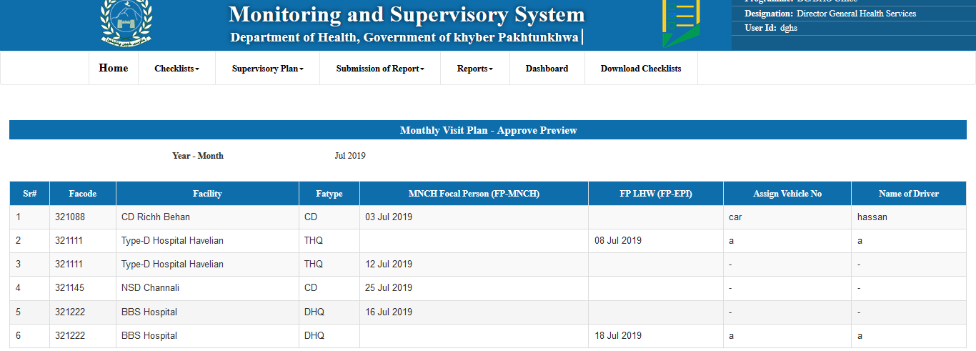 Monitoring and Supervisory System
Department of Health, Government of khyber Pakhtunkhwa
Programme: DG/DHS Office
Designation: Director General Health Services
User Id: dghs
Home Checklists Supervisory Plan Submission of Report Reports Dashboard Download Checklists
Monthly Visit Plan - Approve Preview
Year - Month Jul 2019
Sr# Facode Facility Fatype MNCH Focal Person (FP-MNCH) FP LHW (FP-EPI) Assign Vehicle No Name of Driver
1 321088 CD Richh Behan CD 03 Jul 2019 car hassan
2 321111 Type-D Hospital Havelian THQ 08 Jul 2019 a a
3 321111 Type-D Hospital Havelian THQ 12 Jul 2019 - -
4 321145 NSD Channali CD 25 Jul 2019 - -
5 321222 BBS Hospital DHQ 16 Jul 2019 - -
6 321222 BBS Hospital DHQ 18 Jul 2019 a a